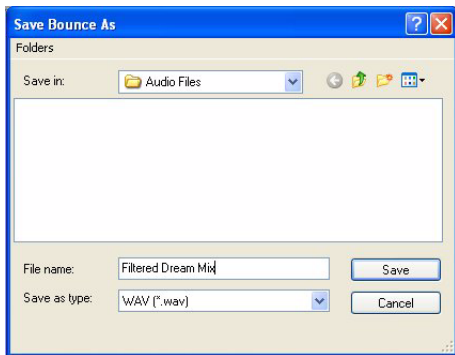 Save Bounce As
Folders
Save in: Audio Files
File name: Filtered Dream Mix Save
Save as type: WAV (*.wav) Cancel